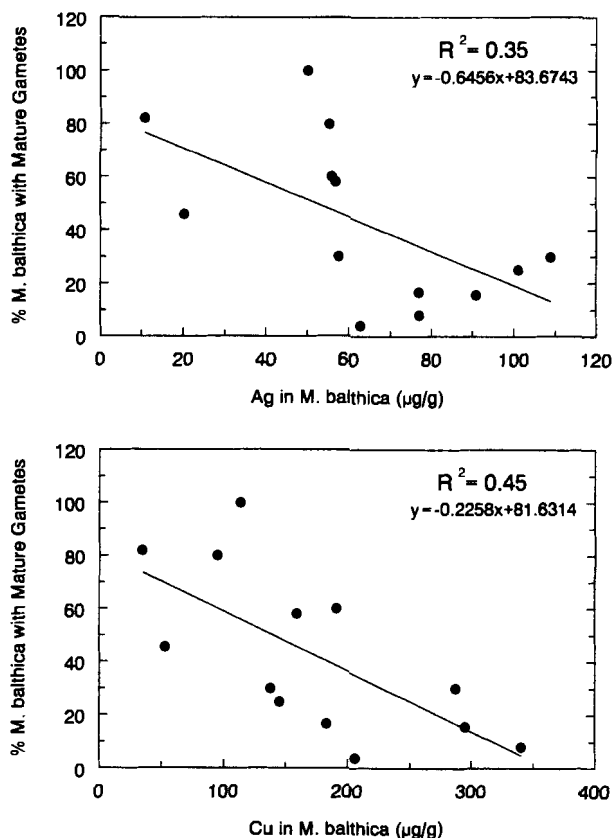 120
100
80
60
40
20
0
% M. balthica with Mature Gametes
R²= 0.35
y=-0.6456x+83.6743
0 20 40 60 80 100 120
Ag in M. balthica (µg/g)
120
100
80
60
40
20
0
% M. balthica with Mature Gametes
R²= 0.45
y=-0.2258x+81.6314
0 100 200 300 400
Cu in M. balthica (µg/g)